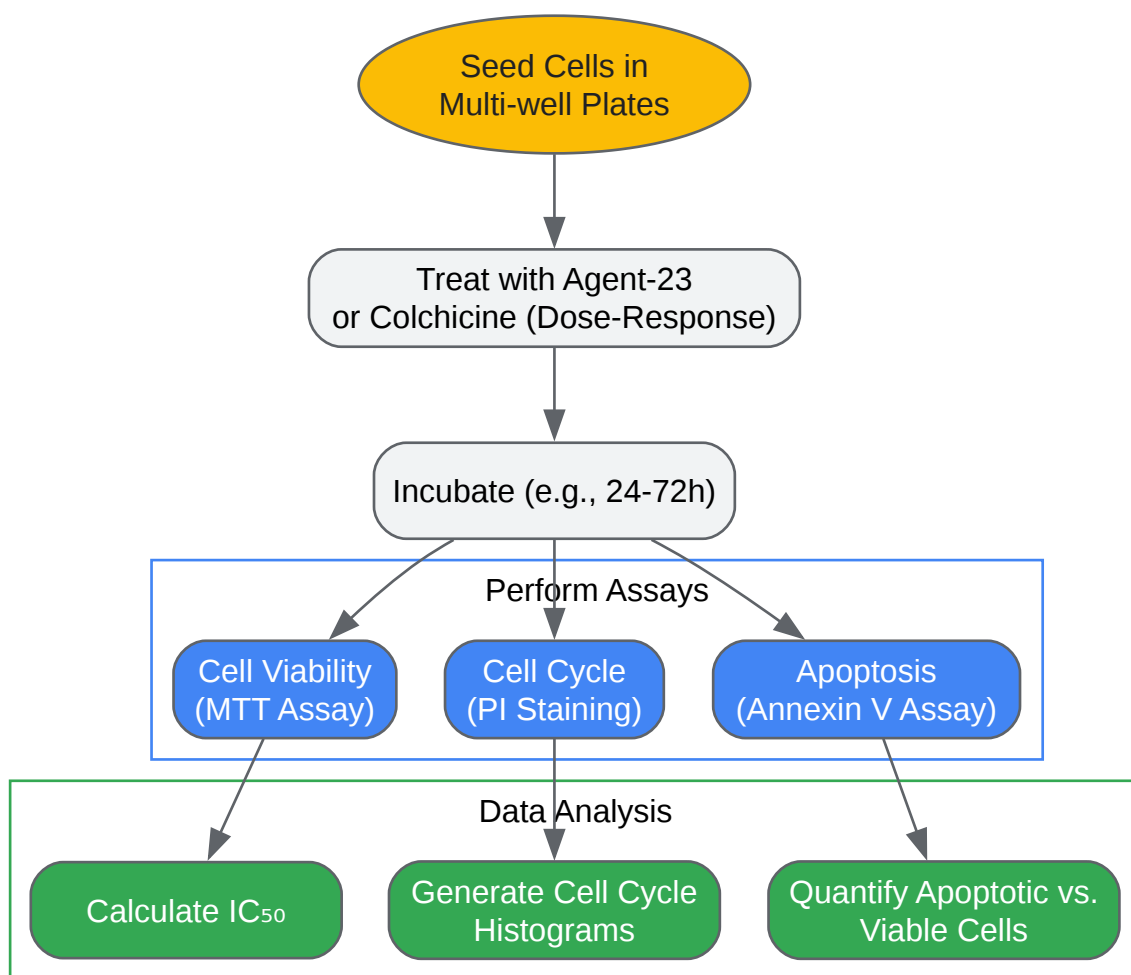 Seed Cells in
Multi-well Plates
Treat with Agent-23
or Colchicine (Dose-Response)
Incubate (e.g., 24-72h)
Perform Assays
Cell Viability
(MTT Assay)
Cell Cycle
(PI Staining)
Apoptosis
(Annexin V Assay)
Data Analysis
Calculate IC₅₀
Generate Cell Cycle
Histograms
Quantify Apoptotic vs.
Viable Cells